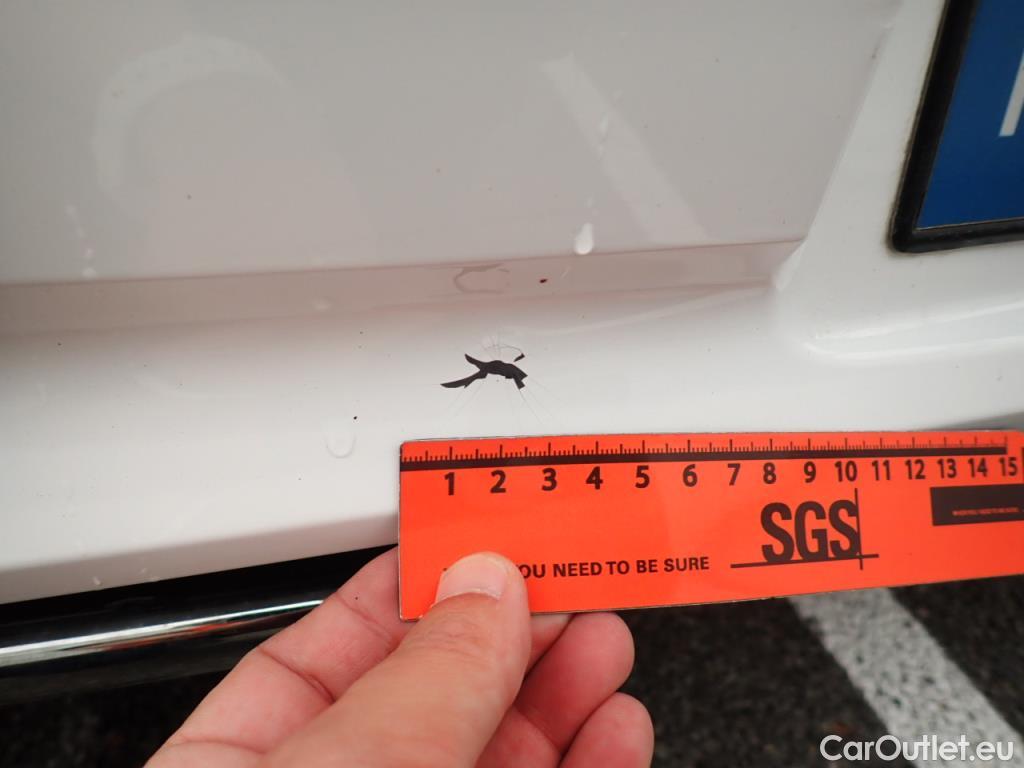 1 2 3 4 5 6 7 8 9 10 11 12 13 14 15
SGS
YOU NEED TO BE SURE
CarOutlet.eu